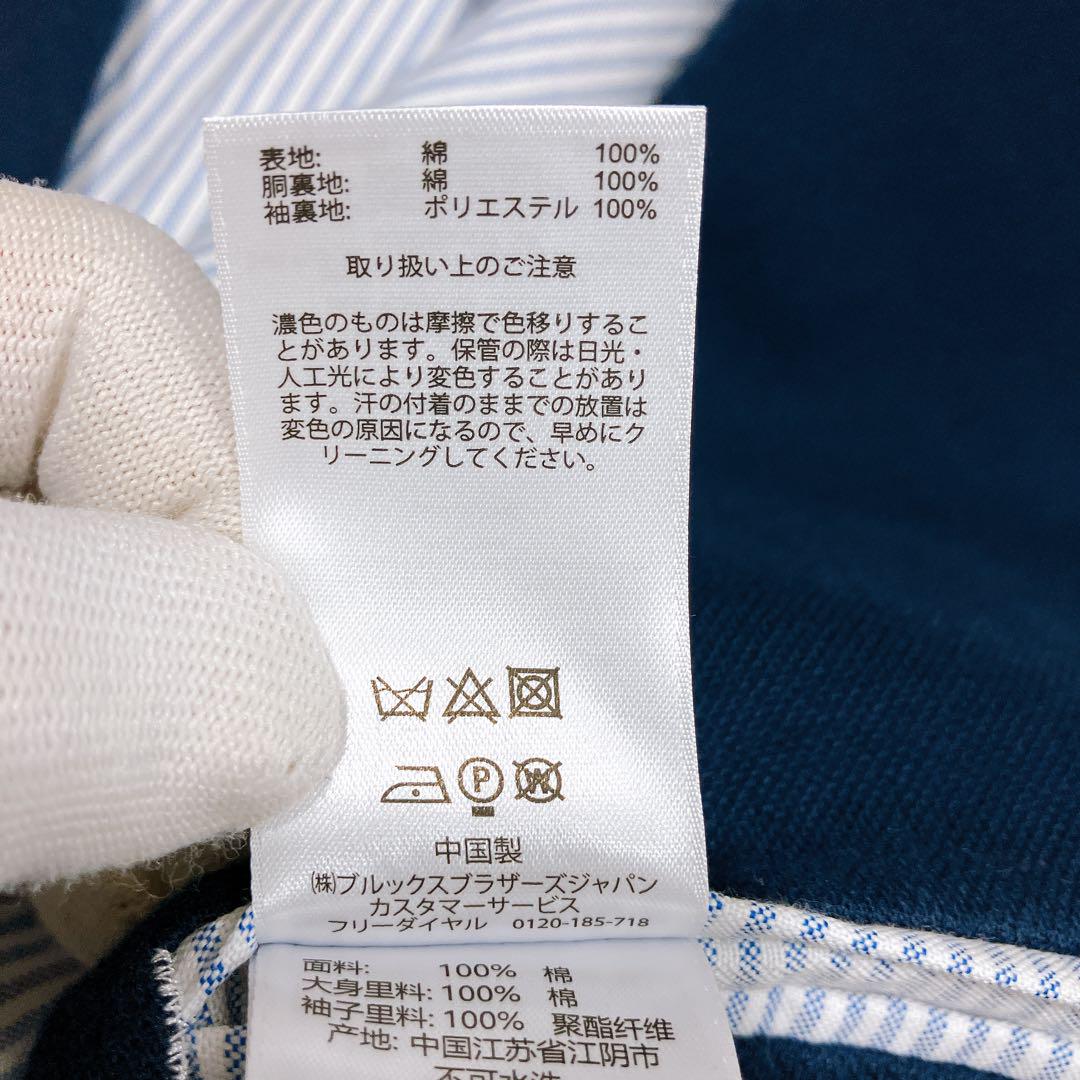 表地: 綿 100%
胴裏地: 綿 100%
袖裏地: ポリエステル 100%
取り扱い上のご注意
濃色のものは摩擦で色移りするこ
とがあります。保管の際は日光・
人工光により変色することがあり
ます。汗の付着のままでの放置は
変色の原因になるので、早めにク
リーニングしてください。
P W
中国製
㈱ブルックスブラザーズジャパン
カスタマーサービス
フリーダイヤル 0120-185-718
面料: 100% 棉
大身里料: 100% 棉
袖子里料: 100% 聚酯纤维
产地: 中国江苏省江阴市
不可水洗